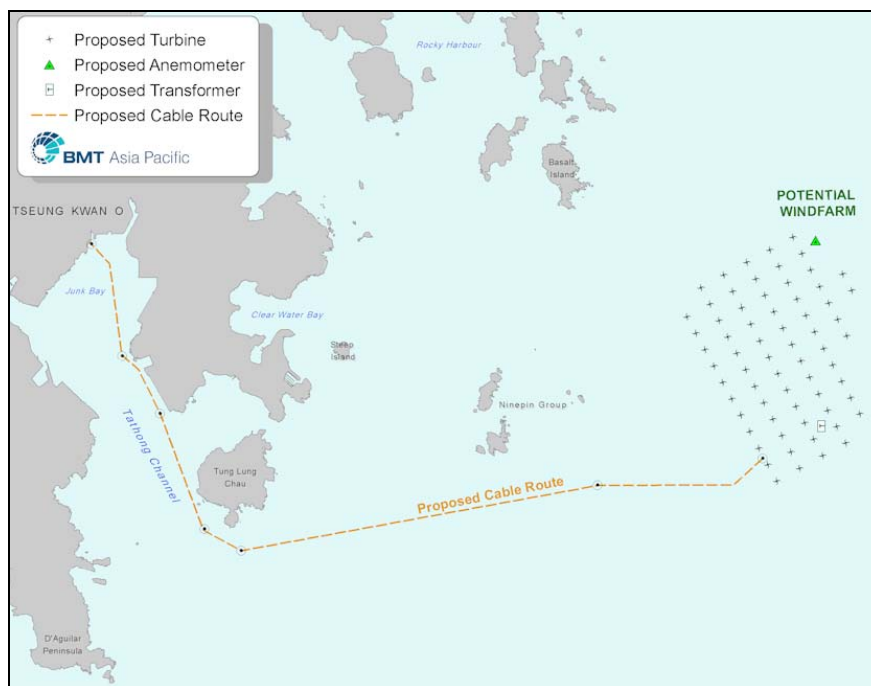 Proposed Turbine
Proposed Anemometer
Proposed Transformer
Proposed Cable Route
BMT Asia Pacific
Rocky Harbour
Basalt
Island
POTENTIAL
WINDFARM
TSEUNG KWAN O
Junk Bay
Clear Water Bay
Steep
Island
Ninepin Group
Tathong Channel
Tung Lung
Chau
Proposed Cable Route
D'Aguilar
Peninsula